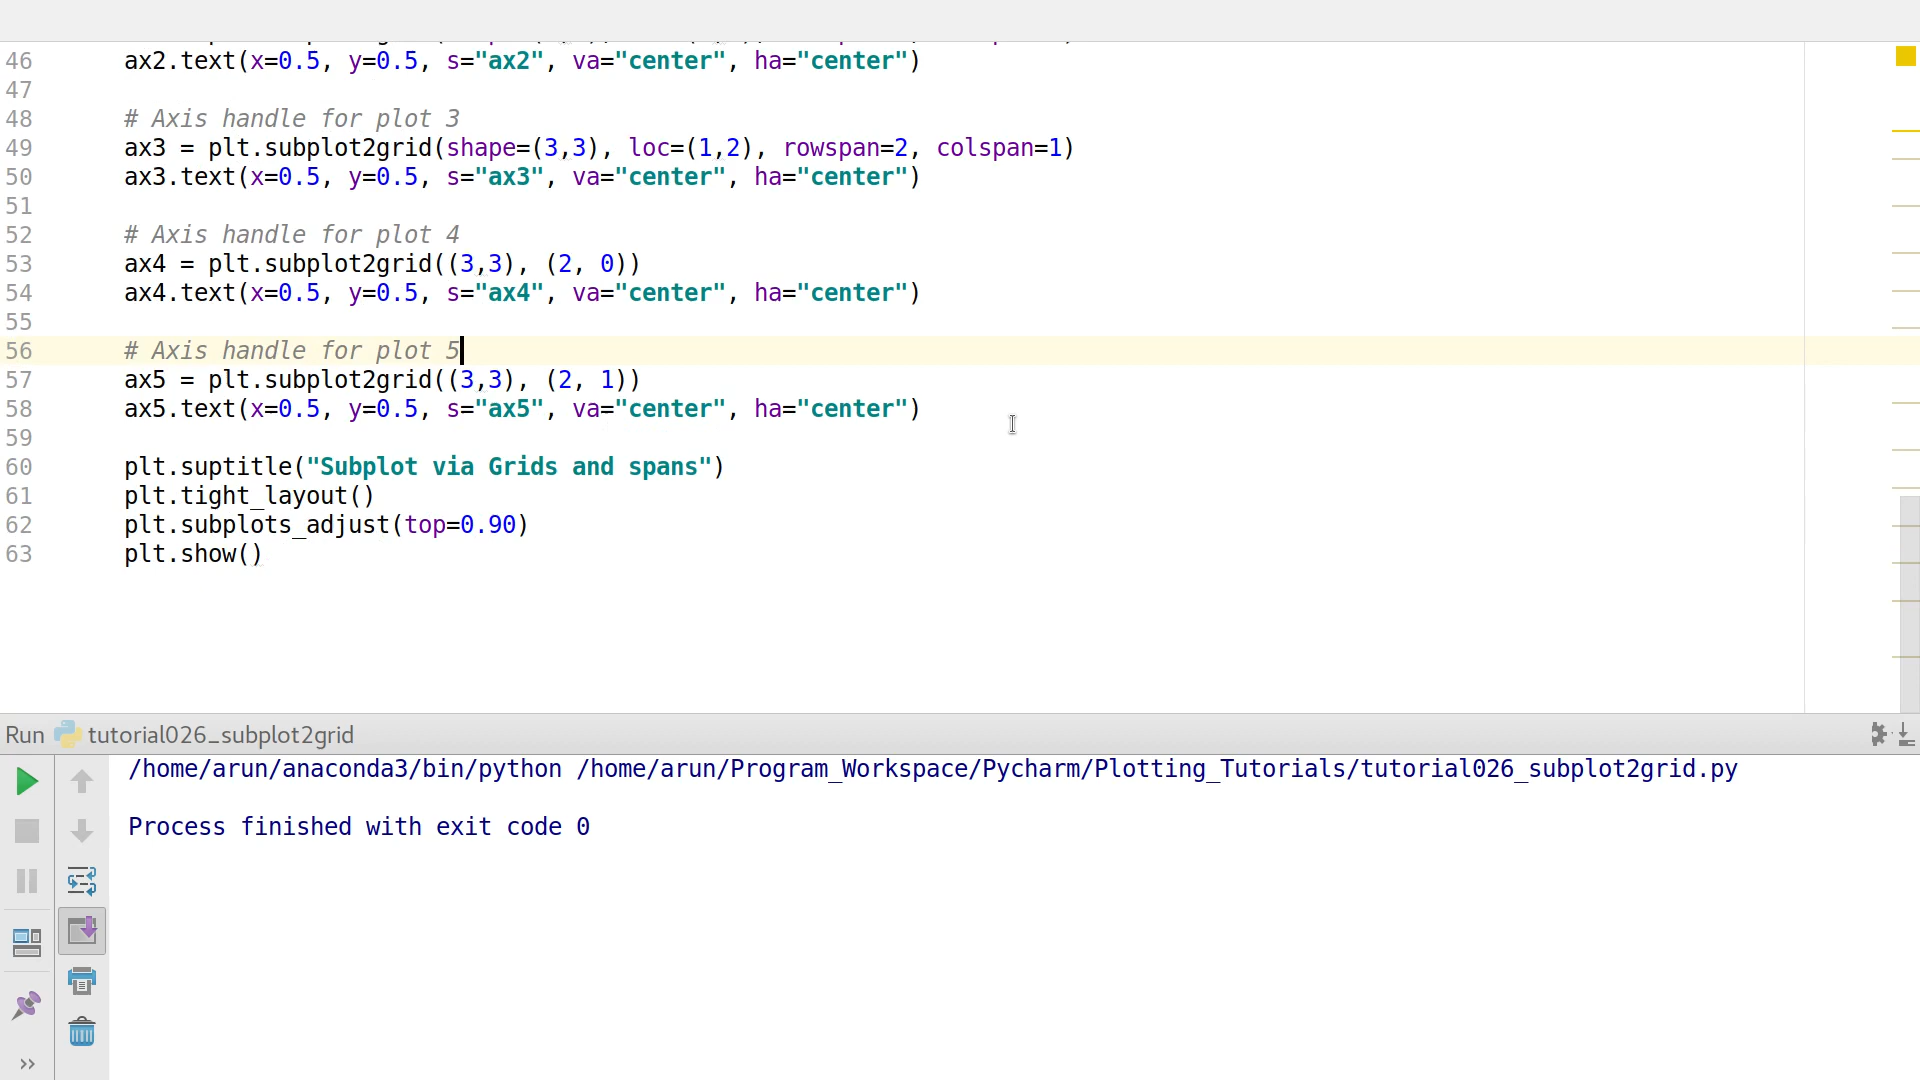 46 ax2.text(x=0.5, y=0.5, s="ax2", va="center", ha="center")
47
48 # Axis handle for plot 3
49 ax3 = plt.subplot2grid(shape=(3,3), loc=(1,2), rowspan=2, colspan=1)
50 ax3.text(x=0.5, y=0.5, s="ax3", va="center", ha="center")
51
52 # Axis handle for plot 4
53 ax4 = plt.subplot2grid((3,3), (2, 0))
54 ax4.text(x=0.5, y=0.5, s="ax4", va="center", ha="center")
55
56 # Axis handle for plot 5
57 ax5 = plt.subplot2grid((3,3), (2, 1))
58 ax5.text(x=0.5, y=0.5, s="ax5", va="center", ha="center")
59
60 plt.suptitle("Subplot via Grids and spans")
61 plt.tight_layout()
62 plt.subplots_adjust(top=0.90)
63 plt.show()
Run tutorial026_subplot2grid
/home/arun/anaconda3/bin/python /home/arun/Program_Workspace/Pycharm/Plotting_Tutorials/tutorial026_subplot2grid.py
Process finished with exit code 0